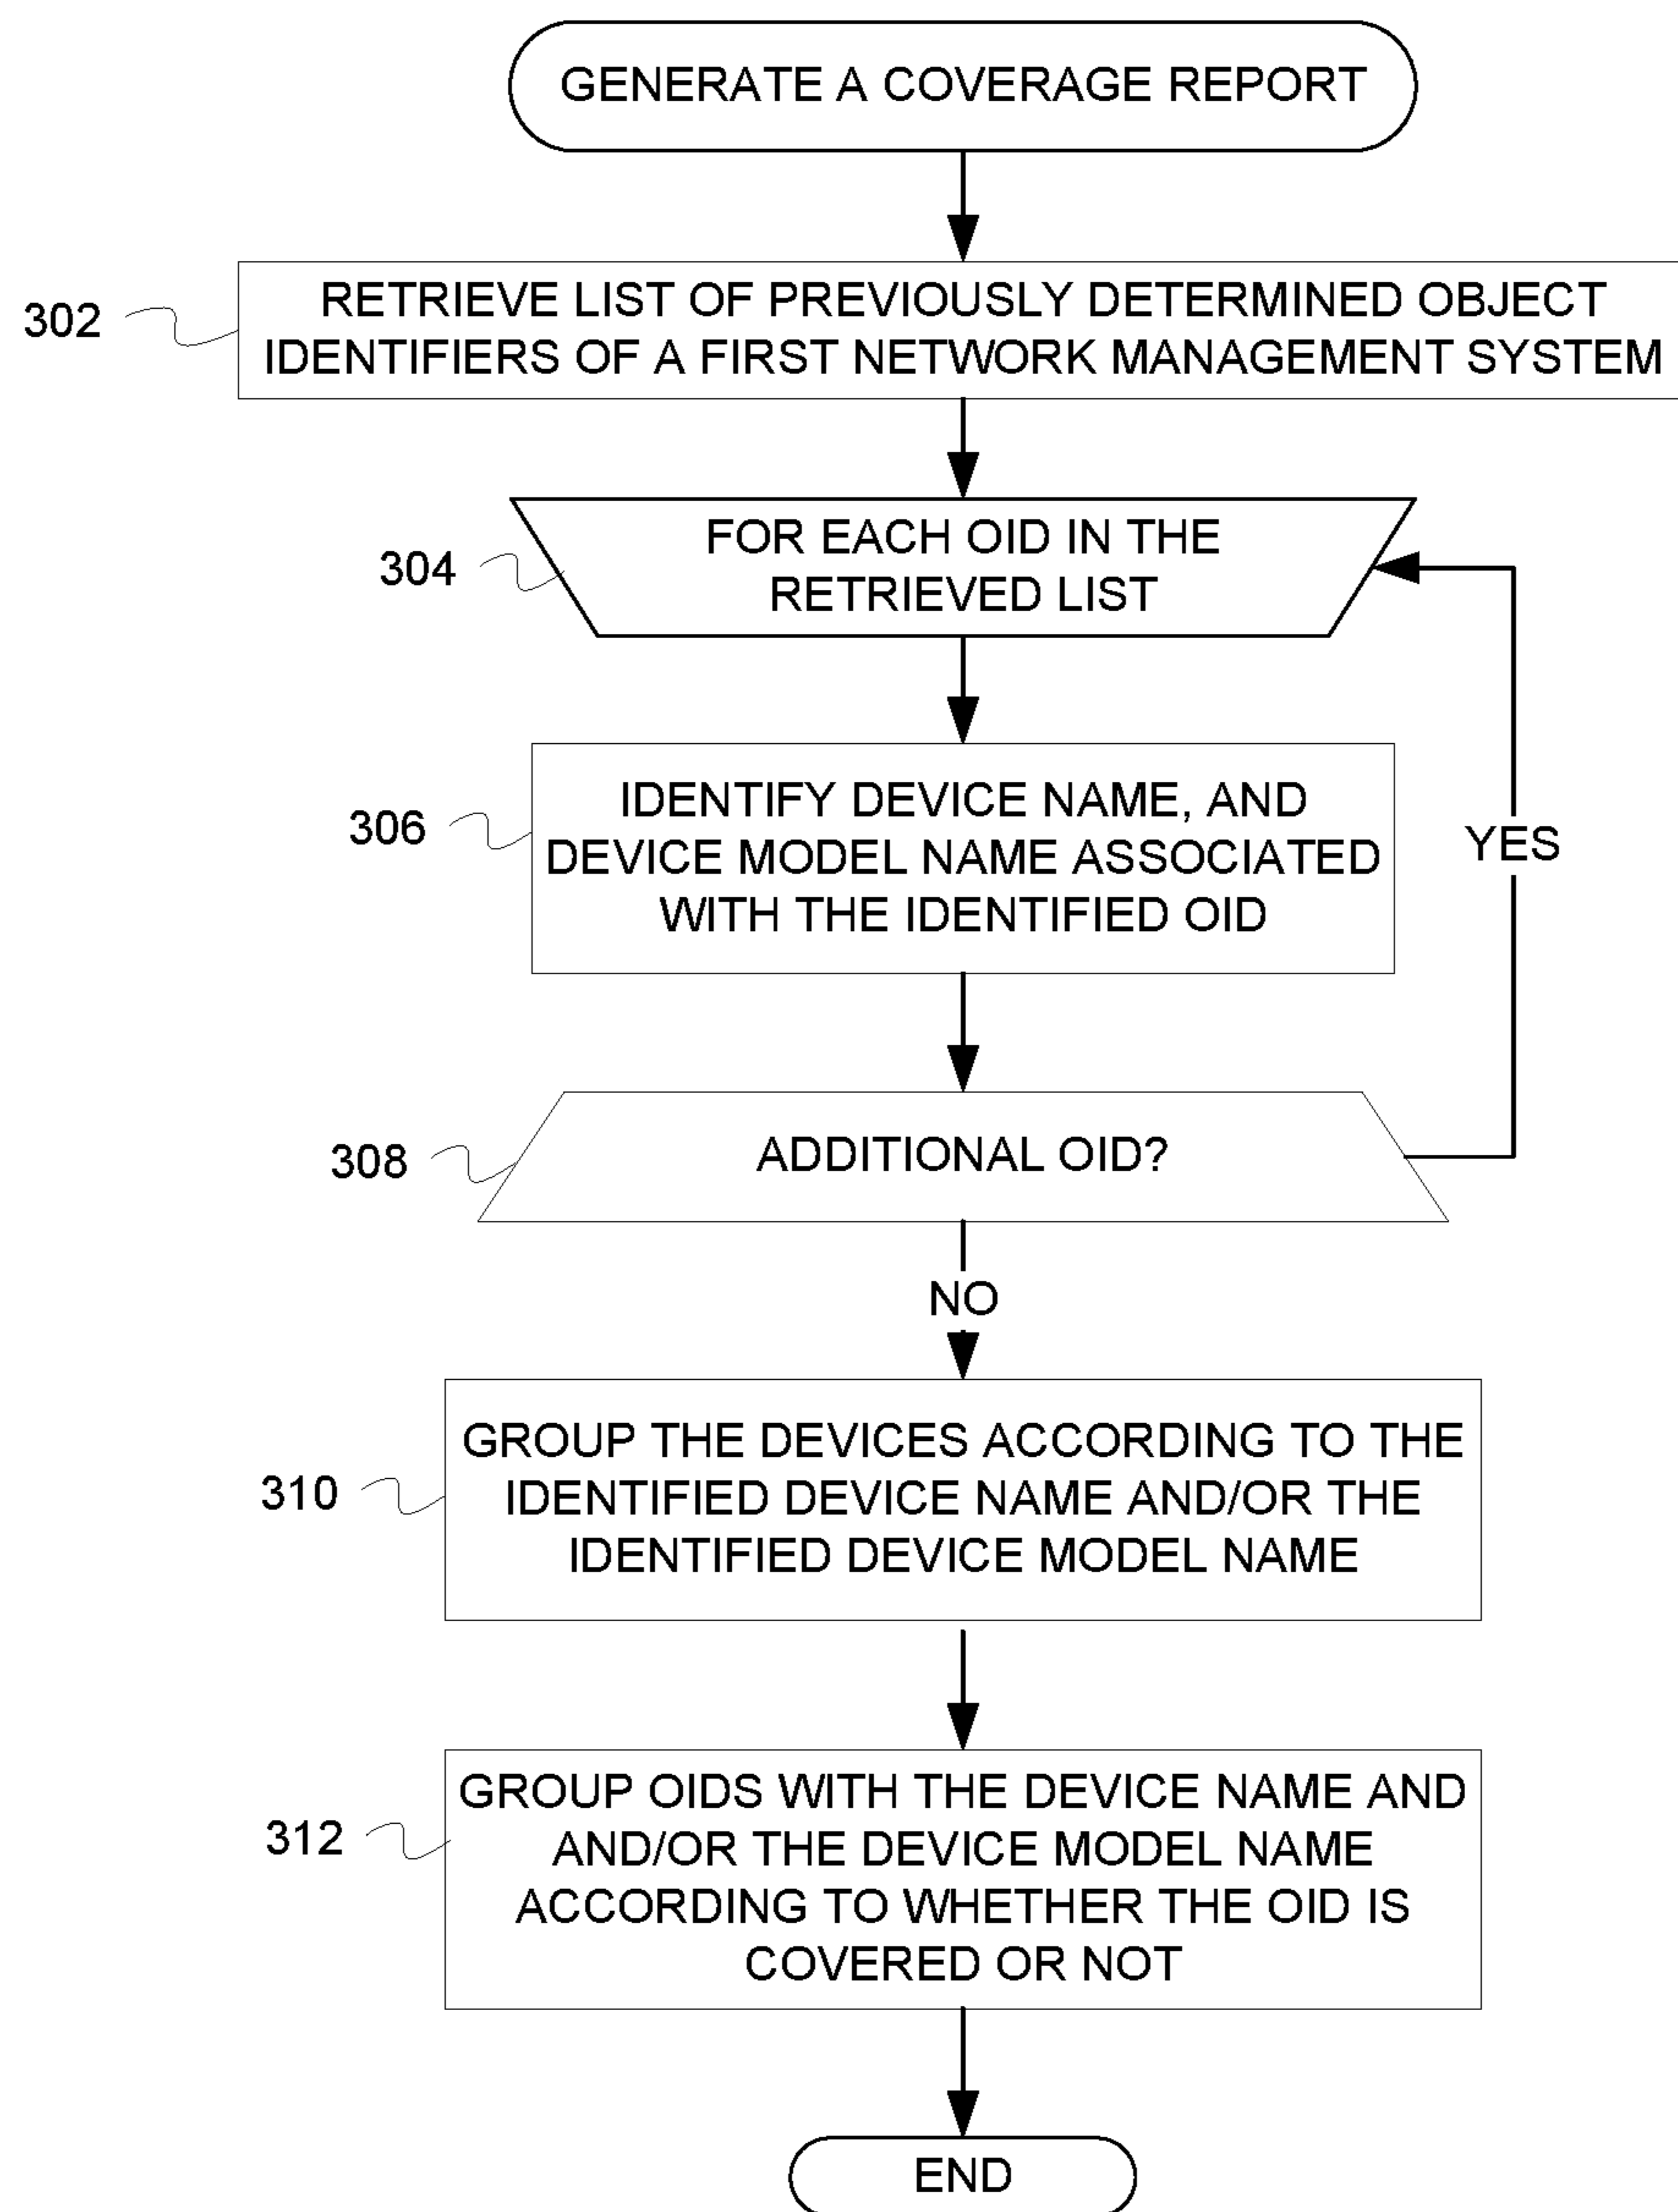 GENERATE A COVERAGE REPORT
302
RETRIEVE LIST OF PREVIOUSLY DETERMINED OBJECT
IDENTIFIERS OF A FIRST NETWORK MANAGEMENT SYSTEM
304
FOR EACH OID IN THE
RETRIEVED LIST
306
IDENTIFY DEVICE NAME, AND
DEVICE MODEL NAME ASSOCIATED
WITH THE IDENTIFIED OID
YES
308
ADDITIONAL OID?
NO
310
GROUP THE DEVICES ACCORDING TO THE
IDENTIFIED DEVICE NAME AND/OR THE
IDENTIFIED DEVICE MODEL NAME
312
GROUP OIDS WITH THE DEVICE NAME AND
AND/OR THE DEVICE MODEL NAME
ACCORDING TO WHETHER THE OID IS
COVERED OR NOT
END